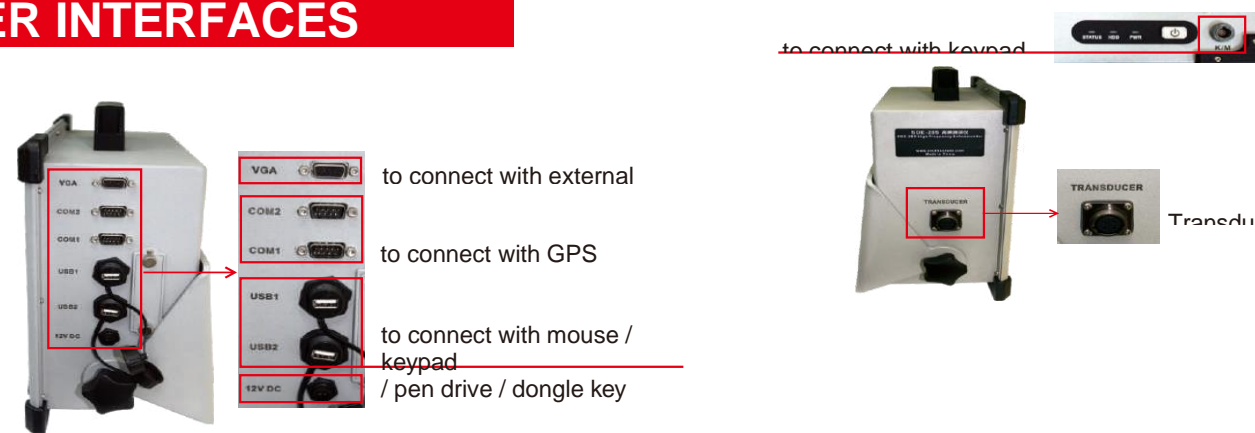 ER INTERFACES
to connect with keypad
STATUS HDD PWR
K/M
VGA
COM2
COM1
USB1
USB2
12V DC
VGA
COM2
COM1
USB1
USB2
12V DC
to connect with external
to connect with GPS
to connect with mouse /
keypad
/ pen drive / dongle key
TRANSDUCER
TRANSDUCER
Transdu